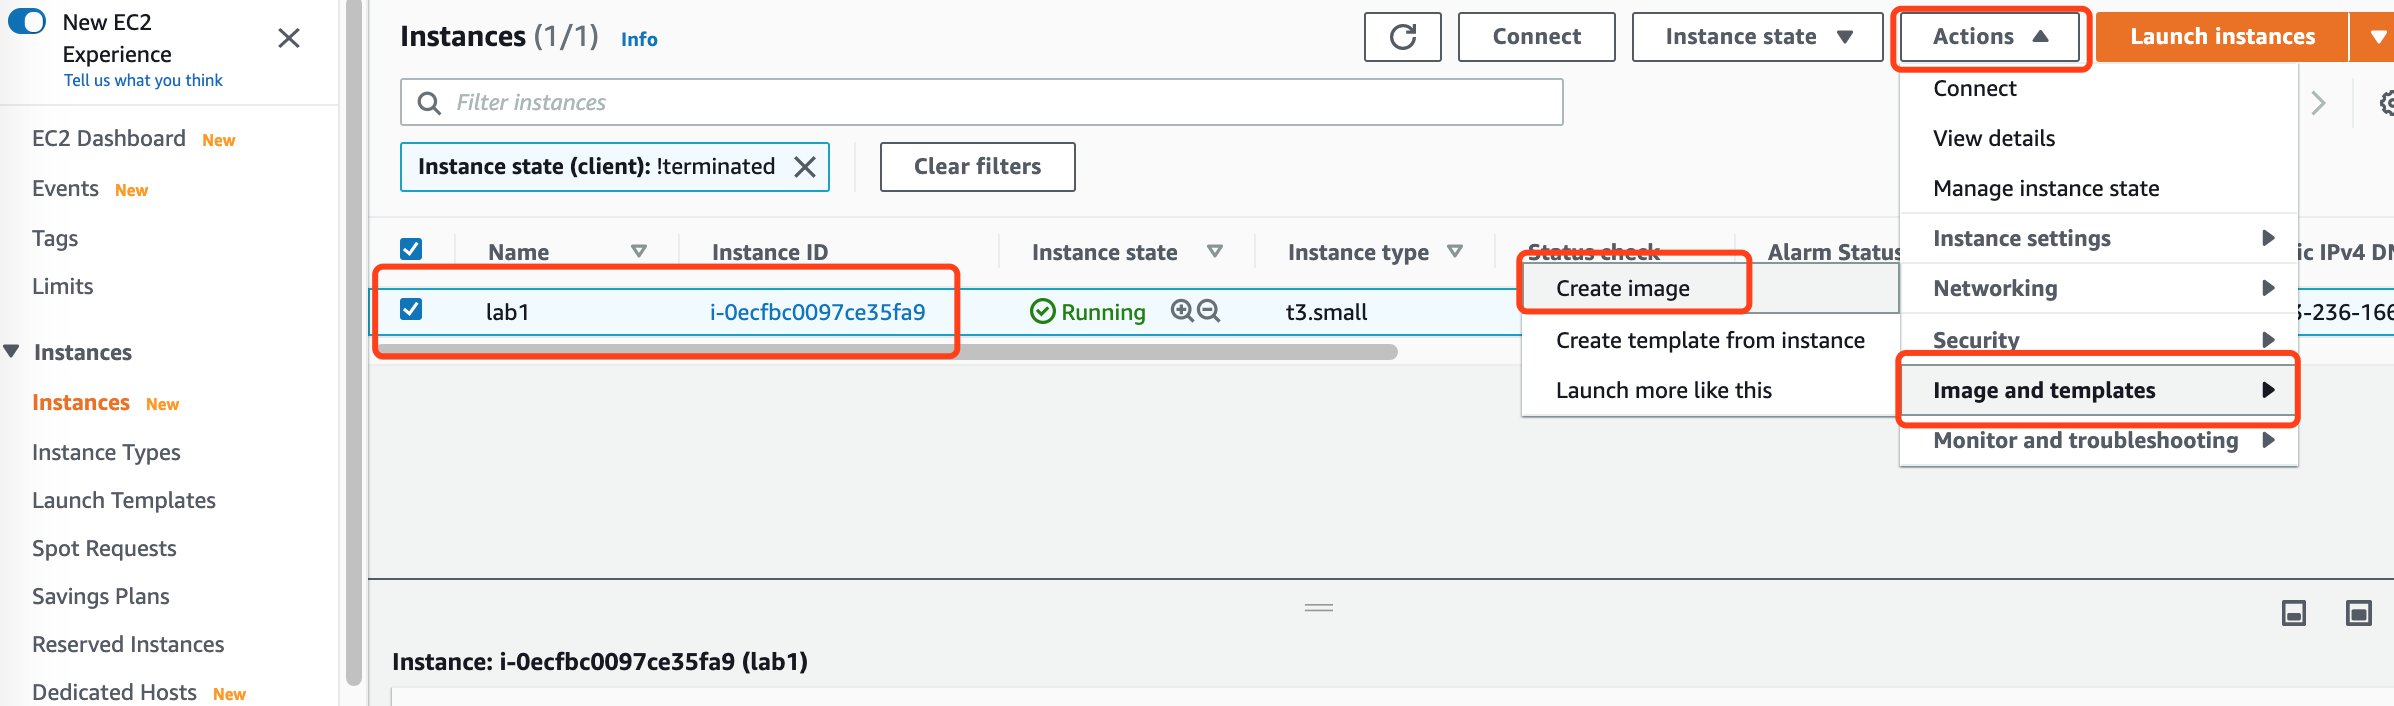 New EC2
Experience
Tell us what you think
EC2 Dashboard New
Events New
Tags
Limits
Instances
Instances New
Instance Types
Launch Templates
Spot Requests
Savings Plans
Reserved Instances
Dedicated Hosts New
Instances (1/1) Info
Connect
Instance state
Actions
Launch instances
Filter instances
Instance state (client): !terminated
Clear filters
Name Instance ID Instance state Instance type Status check Alarm Status ic IPv4 DN
lab1 i-0ecfbc0097ce35fa9 Running t3.small -236-166
Connect
View details
Manage instance state
Instance settings
Networking
Security
Image and templates
Monitor and troubleshooting
Create image
Create template from instance
Launch more like this
Instance: i-0ecfbc0097ce35fa9 (lab1)